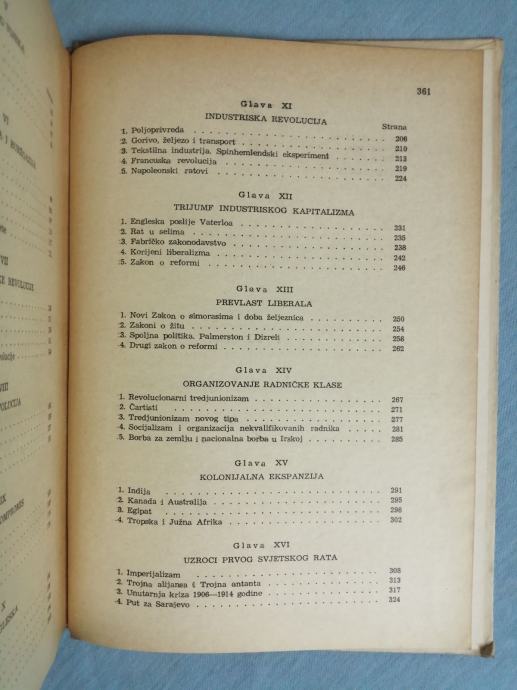 VI
VII
VIII
IX
X
361
Glava XI
INDUSTRISKA REVOLUCIJA
Strana
1. Poljoprivreda . . . . . 206
2. Gorivo, željezo i transport . . . . . 210
3. Tekstilna industrija. Spinhemlendski eksperiment . . . . . 213
4. Francuska revolucija . . . . . 219
5. Napoleonski ratovi . . . . . 224
Glava XII
TRIJUMF INDUSTRISKOG KAPITALIZMA
1. Engleska poslije Vaterloa . . . . . 231
2. Rat u selima . . . . . 235
3. Fabričko zakonodavstvo . . . . . 238
4. Korijeni liberalizma . . . . . 242
5. Zakon o reformi . . . . . 246
Glava XIII
PREVLAST LIBERALA
1. Novi Zakon o simorasima i doba željeznica . . . . . 250
2. Zakoni o žitu . . . . . 254
3. Spoljna politika. Palmerston i Dizreli . . . . . 258
4. Drugi zakon o reformi . . . . . 262
Glava XIV
ORGANIZOVANJE RADNIČKE KLASE
1. Revolucionarni tredjunionizam . . . . . 267
2. Čartisti . . . . . 271
3. Tredjunionizam novog tipa . . . . . 277
4. Socijalizam i organizacija nekvalifikovanih radnika . . . . . 281
5. Borba za zemlju i nacionalna borba u Irskoj . . . . . 285
Glava XV
KOLONIJALNA EKSPANZIJA
1. Indija . . . . . 291
2. Kanada i Australija . . . . . 295
3. Egipat . . . . . 298
4. Tropska i Južna Afrika . . . . . 302
Glava XVI
UZROCI PRVOG SVJETSKOG RATA
1. Imperijalizam . . . . . 308
2. Trojna alijansa i Trojna antanta . . . . . 313
3. Unutarnja kriza 1906—1914 godine . . . . . 317
4. Put za Sarajevo . . . . . 324